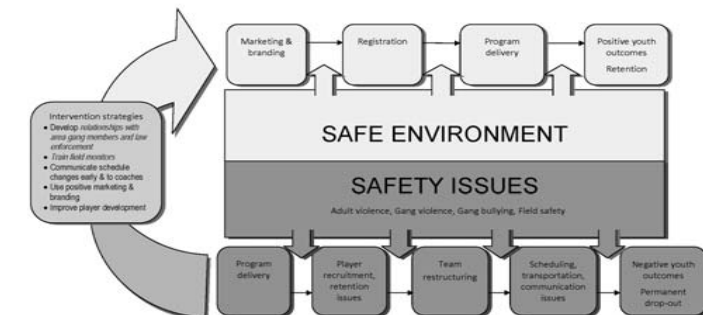 Marketing & branding
Registration
Program delivery
Positive youth outcomes
Retention
Intervention strategies
• Develop relationships with
area gang members and law
enforcement
• Train field monitors
• Communicate schedule
changes early & to coaches
• Use positive marketing &
branding
• Improve player development
SAFE ENVIRONMENT
SAFETY ISSUES
Adult violence, Gang violence, Gang bullying, Field safety
Program
delivery
Player
recruitment,
retention
issues
Team
restructuring
Scheduling,
transportation,
communication
issues
Negative youth
outcomes
Permanent
drop-out